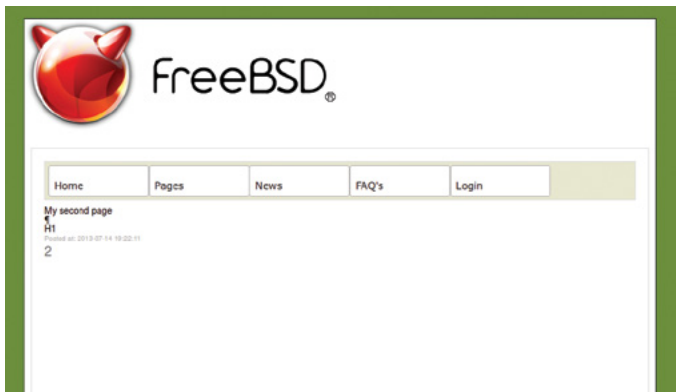 FreeBSD®
Home Pages News FAQ's Login
My second page
¶
H1
Posted at: 2013-07-14 19:22:11
2